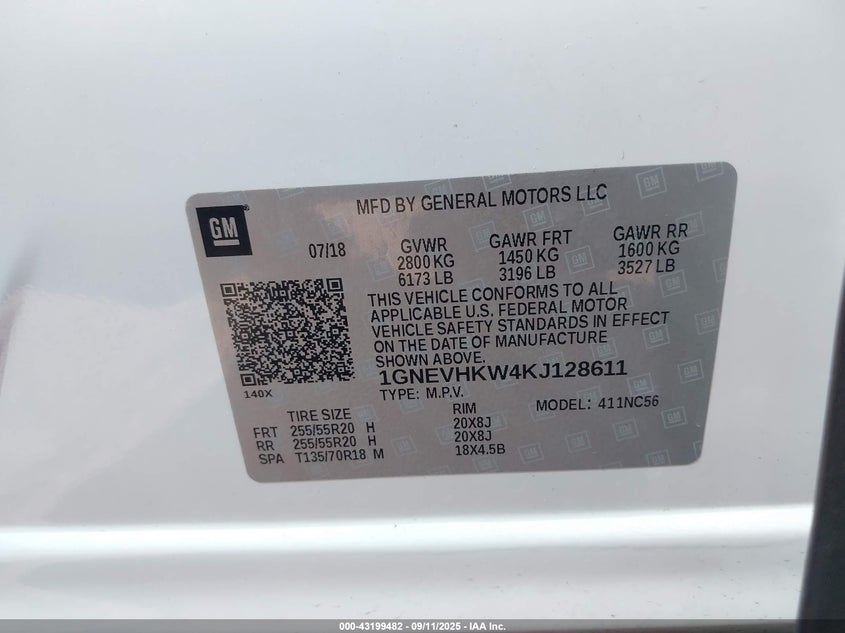 MFD BY GENERAL MOTORS LLC
GM
07/18 GVWR GAWR FRT GAWR RR
2800 KG 1450 KG 1600 KG
6173 LB 3196 LB 3527 LB
THIS VEHICLE CONFORMS TO ALL
APPLICABLE U.S. FEDERAL MOTOR
VEHICLE SAFETY STANDARDS IN EFFECT
ON THE DATE OF MANUFACTURE
SHOWN ABOVE.
1GNEVHKW4KJ128611
140X
TYPE: M.P.V. MODEL: 411NC56
TIRE SIZE RIM
FRT 255/55R20 H 20X8J
RR 255/55R20 H 20X8J
SPA T135/70R18 M 18X4.5B
000-43199482 - 09/11/2025 - IAA Inc.